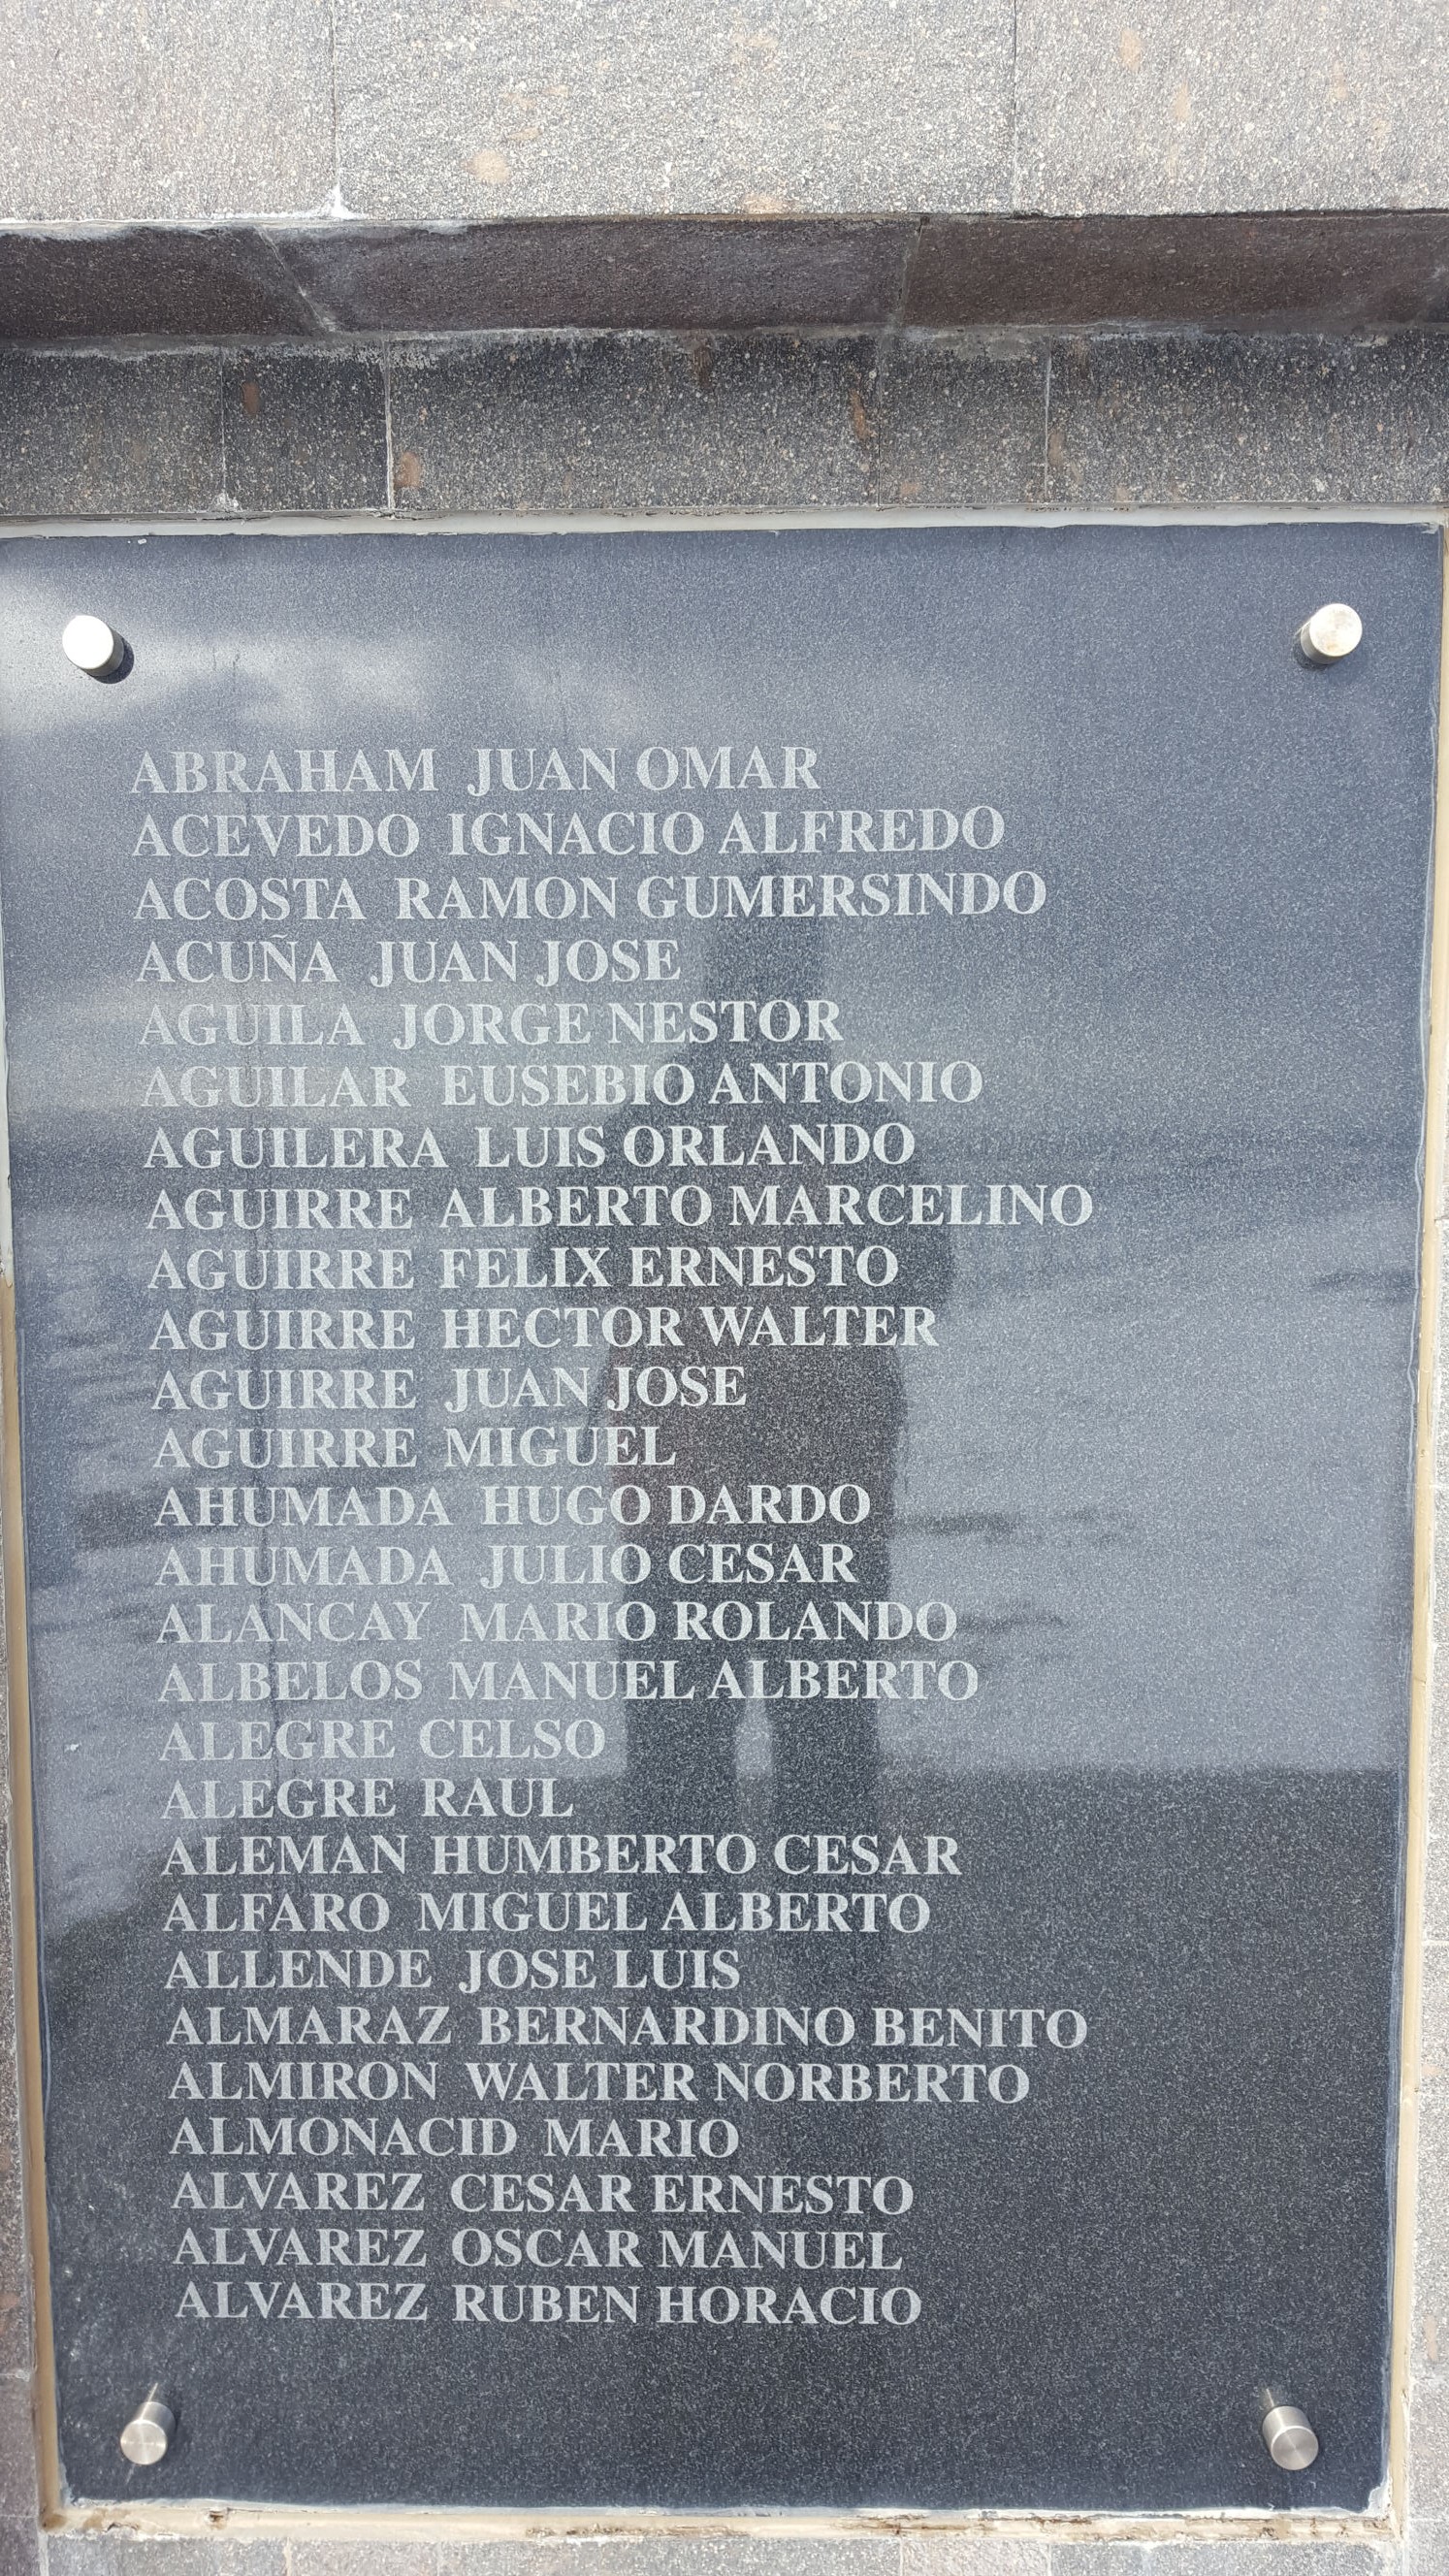 ABRAHAM JUAN OMAR
ACEVEDO IGNACIO ALFREDO
ACOSTA RAMON GUMERSINDO
ACUÑA JUAN JOSE
AGUILA JORGE NESTOR
AGUILAR EUSEBIO ANTONIO
AGUILERA LUIS ORLANDO
AGUIRRE ALBERTO MARCELINO
AGUIRRE FELIX ERNESTO
AGUIRRE HECTOR WALTER
AGUIRRE JUAN JOSE
AGUIRRE MIGUEL
AHUMADA HUGO DARDO
AHUMADA JULIO CESAR
ALANCAY MARIO ROLANDO
ALBELOS MANUEL ALBERTO
ALEGRE CELSO
ALEGRE RAUL
ALEMAN HUMBERTO CESAR
ALFARO MIGUEL ALBERTO
ALLENDE JOSE LUIS
ALMARAZ BERNARDINO BENITO
ALMIRON WALTER NORBERTO
ALMONACID MARIO
ALVAREZ CESAR ERNESTO
ALVAREZ OSCAR MANUEL
ALVAREZ RUBEN HORACIO